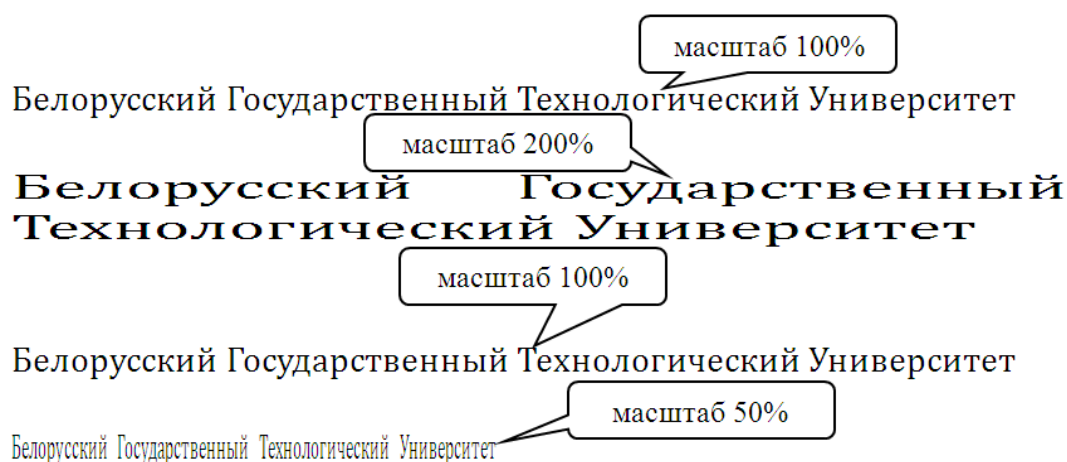 масштаб 100%
Белорусский Государственный Технологический Университет
масштаб 200%
Белорусский Государственный
Технологический Университет
масштаб 100%
Белорусский Государственный Технологический Университет
масштаб 50%
Белорусский Государственный Технологический Университет